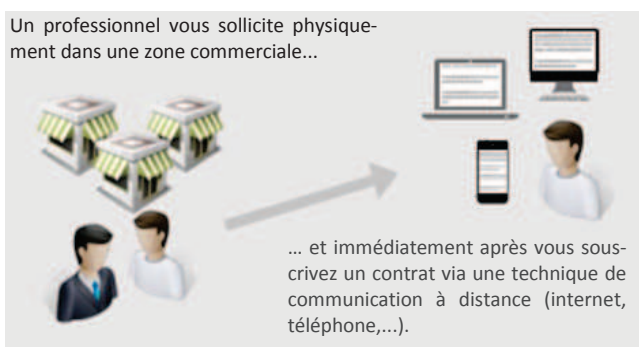 Un professionnel vous sollicite physique-
ment dans une zone commerciale...
... et immédiatement après vous sous-
crivez un contrat via une technique de
communication à distance (internet,
téléphone,...).